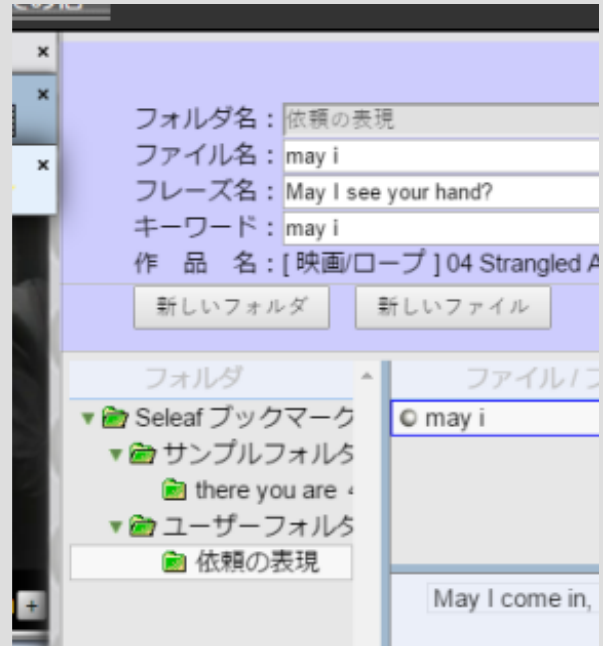 フォルダ名：依頼の表現
ファイル名：may i
フレーズ名：May I see your hand?
キーワード：may i
作 品 名：[ 映画/ロープ ] 04 Strangled
新しいフォルダ 新しいファイル
フォルダ
ファイル /
Seleaf ブックマーク
may i
サンプルフォルダ
there you are
ユーザーフォルダ
依頼の表現
May I come in,